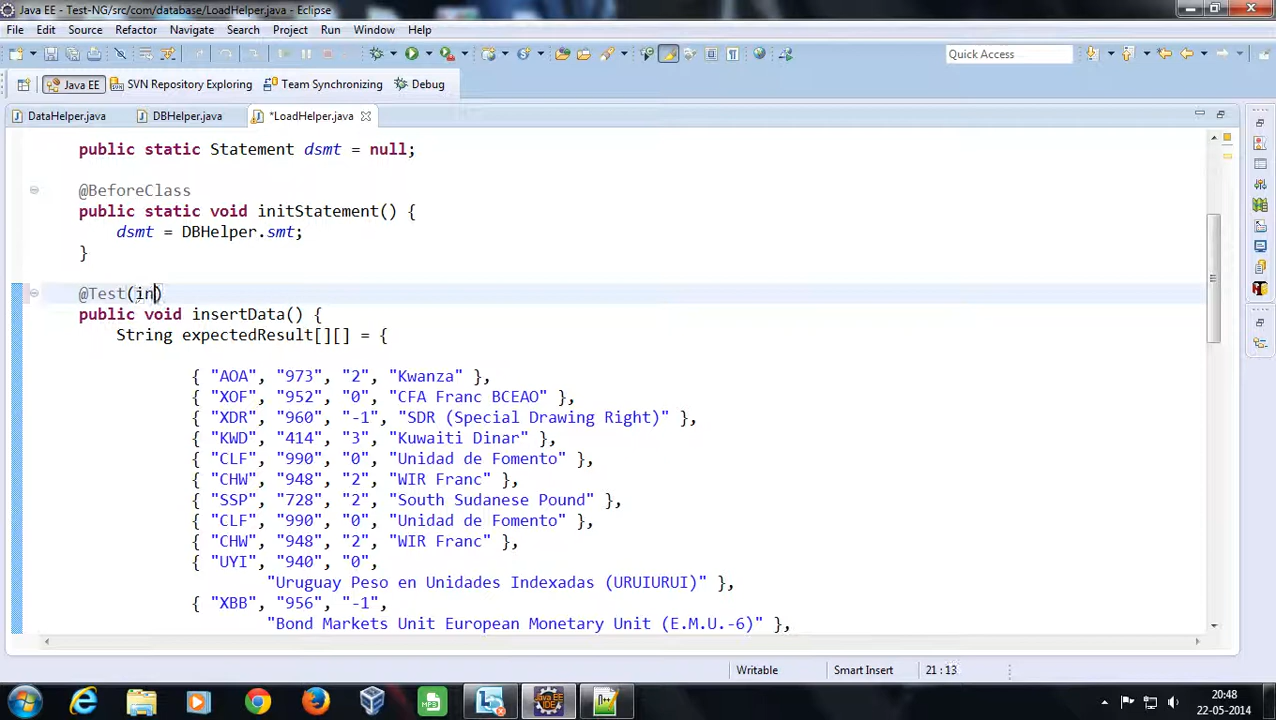 Java EE - Test-NG/src/com/database/LoadHelper.java - Eclipse
File Edit Source Refactor Navigate Search Project Run Window Help
Quick Access
Java EE SVN Repository Exploring Team Synchronizing Debug
DataHelper.java DBHelper.java *LoadHelper.java
public static Statement dsmt = null;
@BeforeClass
public static void initStatement() {
dsmt = DBHelper.smt;
}
@Test(in)
public void insertData() {
String expectedResult[][] = {
{ "AOA", "973", "2", "Kwanza" },
{ "XOF", "952", "0", "CFA Franc BCEAO" },
{ "XDR", "960", "-1", "SDR (Special Drawing Right)" },
{ "KWD", "414", "3", "Kuwaiti Dinar" },
{ "CLF", "990", "0", "Unidad de Fomento" },
{ "CHW", "948", "2", "WIR Franc" },
{ "SSP", "728", "2", "South Sudanese Pound" },
{ "CLF", "990", "0", "Unidad de Fomento" },
{ "CHW", "948", "2", "WIR Franc" },
{ "UYI", "940", "0",
"Uruguay Peso en Unidades Indexadas (URUIURUI)" },
{ "XBB", "956", "-1",
"Bond Markets Unit European Monetary Unit (E.M.U.-6)" },
Writable Smart Insert 21 : 13
MP3 Java EE IDE n++
20:48
22-05-2014